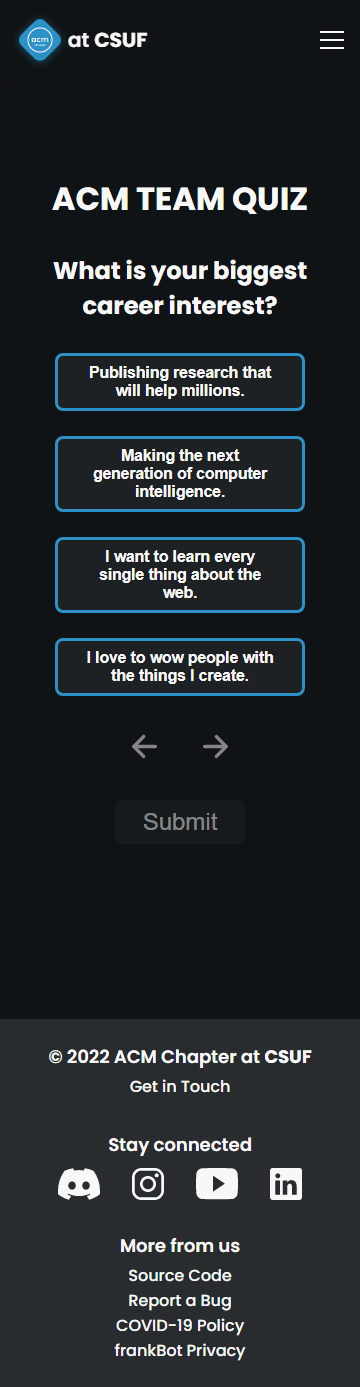 acm
at CSUF
ACM TEAM QUIZ
What is your biggest
career interest?
Publishing research that
will help millions.
Making the next
generation of computer
intelligence.
I want to learn every
single thing about the
web.
I love to wow people with
the things I create.
Submit
© 2022 ACM Chapter at CSUF
Get in Touch
Stay connected
in
More from us
Source Code
Report a Bug
COVID-19 Policy
frankBot Privacy